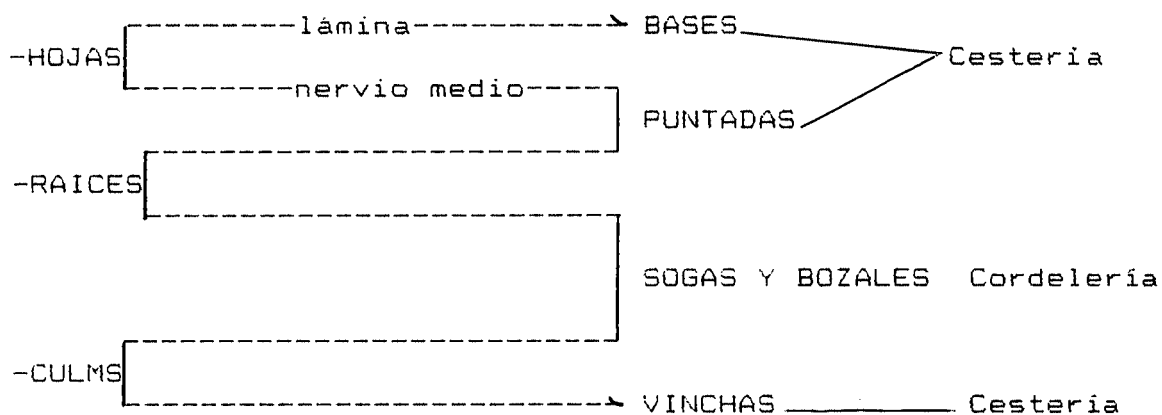 lámina BASES
-HOJAS Cestería
nervio medio
PUNTADAS
-RAICES
SOGAS Y BOZALES Cordelería
-CULMS
VINCHAS Cestería